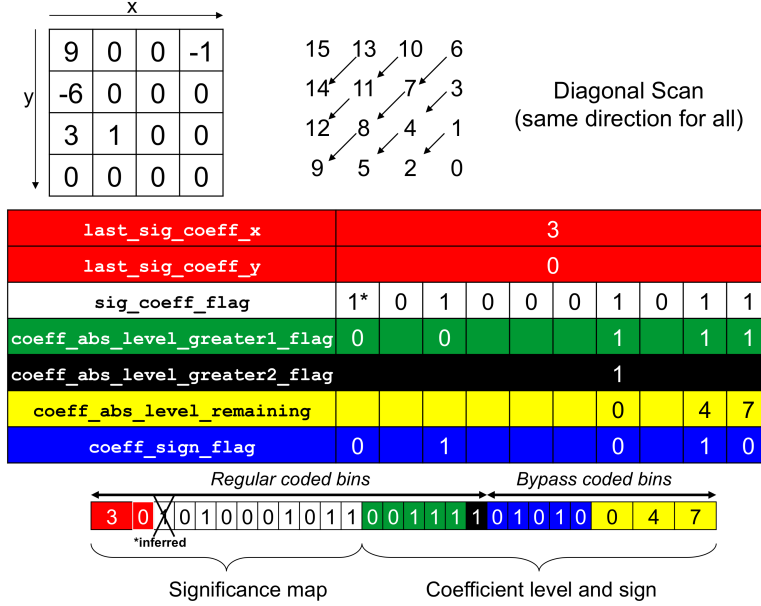 x
y
9 0 0 -1
-6 0 0 0
3 1 0 0
0 0 0 0
15 13 10 6
14 11 7 3
12 8 4 1
9 5 2 0
Diagonal Scan
(same direction for all)
last_sig_coeff_x 3
last_sig_coeff_y 0
sig_coeff_flag 1* 0 1 0 0 0 1 0 1 1
coeff_abs_level_greater1_flag 0 0 1 1 1
coeff_abs_level_greater2_flag 1
coeff_abs_level_remaining 0 4 7
coeff_sign_flag 0 1 0 1 0
Regular coded bins Bypass coded bins
3 0 1 0 1 0 0 0 1 0 1 1 0 0 1 1 1 1 0 1 0 1 0 0 4 7
*inferred
Significance map Coefficient level and sign